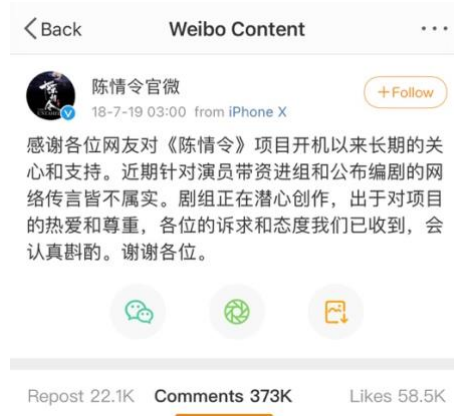 Back
Weibo Content
陈情令官微
18-7-19 03:00 from iPhone X
+Follow
感谢各位网友对《陈情令》项目开机以来长期的关
心和支持。近期针对演员带资进组和公布编剧的网
络传言皆不属实。剧组正在潜心创作，出于对项目
的热爱和尊重，各位的诉求和态度我们已收到，会
认真斟酌。谢谢各位。
Repost 22.1K Comments 373K Likes 58.5K